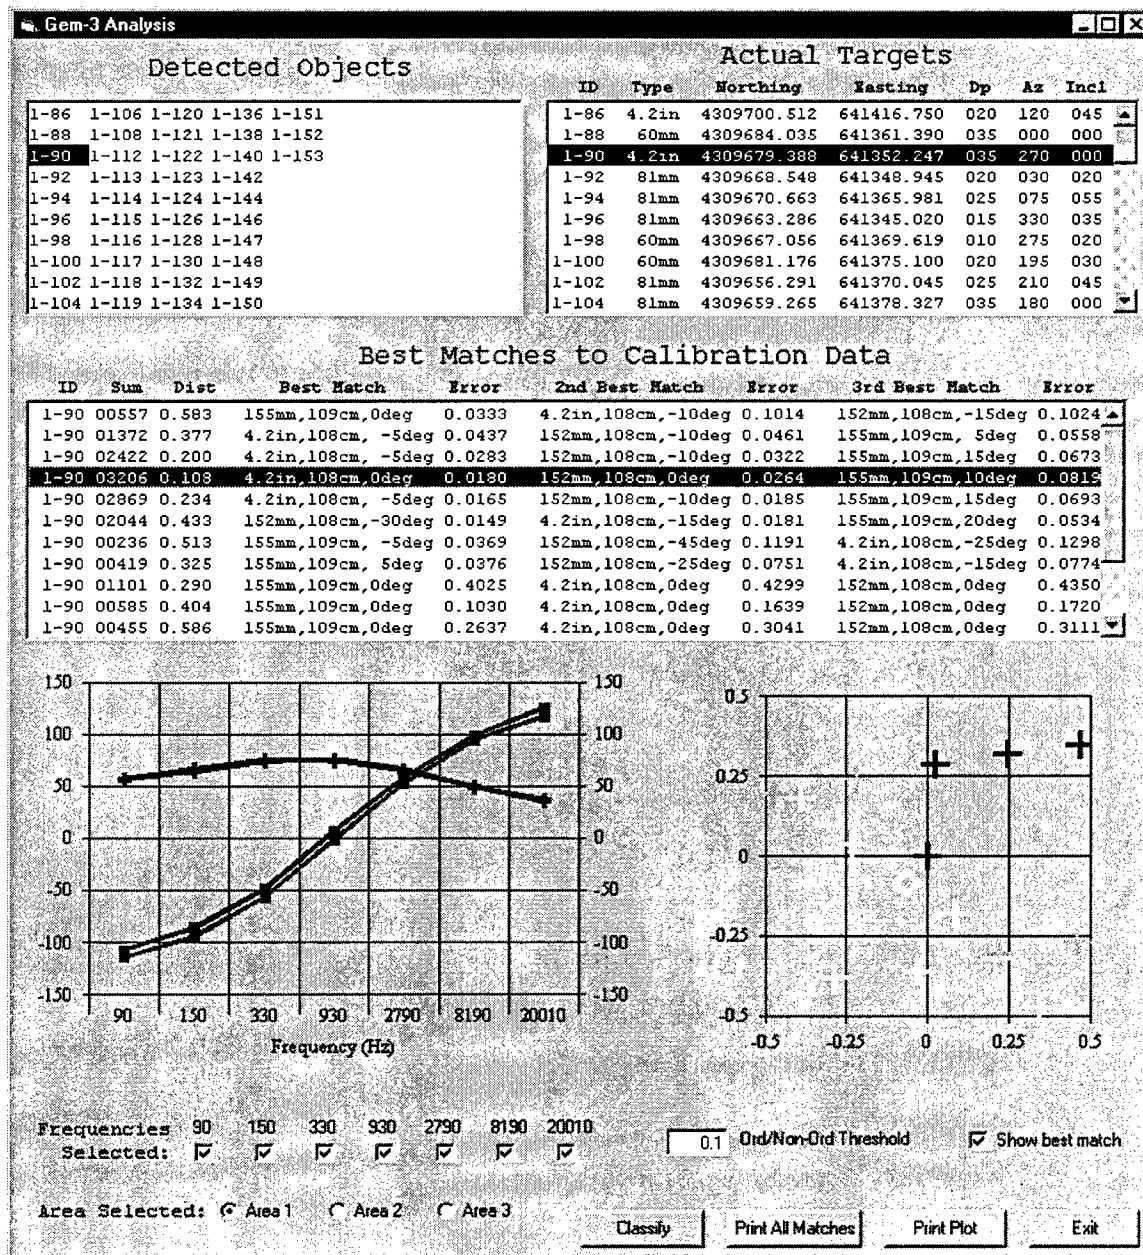 Gem-3 Analysis
Detected Objects
1-86 1-106 1-120 1-136 1-151
1-88 1-108 1-121 1-138 1-152
1-90 1-112 1-122 1-140 1-153
1-92 1-113 1-123 1-142
1-94 1-114 1-124 1-144
1-96 1-115 1-126 1-146
1-98 1-116 1-128 1-147
1-100 1-117 1-130 1-148
1-102 1-118 1-132 1-149
1-104 1-119 1-134 1-150
Actual Targets
ID Type Northing Easting Dp Az Incl
1-86 4.2in 4309700.512 641416.750 020 120 045
1-88 60mm 4309684.035 641361.390 035 000 000
1-90 4.2in 4309679.388 641352.247 035 270 000
1-92 81mm 4309668.548 641348.945 020 030 020
1-94 81mm 4309670.663 641365.981 025 075 055
1-96 81mm 4309663.286 641345.020 015 330 035
1-98 60mm 4309667.056 641369.619 010 275 020
1-100 60mm 4309681.176 641375.100 020 195 030
1-102 81mm 4309656.291 641370.045 025 210 045
1-104 81mm 4309659.265 641378.327 035 180 000
Best Matches to Calibration Data
ID Sum Dist Best Match Error 2nd Best Match Error 3rd Best Match Error
1-90 00557 0.583 155mm,109cm,0deg 0.0333 4.2in,108cm,-10deg 0.1014 152mm,108cm,-15deg 0.1024
1-90 01372 0.377 4.2in,108cm, -5deg 0.0437 152mm,108cm,-10deg 0.0461 155mm,109cm, 5deg 0.0558
1-90 02422 0.200 4.2in,108cm, -5deg 0.0283 152mm,108cm,-10deg 0.0322 155mm,109cm,15deg 0.0673
1-90 03206 0.108 4.2in,108cm,0deg 0.0180 152mm,108cm,0deg 0.0264 155mm,109cm,10deg 0.0819
1-90 02869 0.234 4.2in,108cm, -5deg 0.0165 152mm,108cm,-10deg 0.0185 155mm,109cm,15deg 0.0693
1-90 02044 0.433 152mm,108cm,-30deg 0.0149 4.2in,108cm,-15deg 0.0181 155mm,109cm,20deg 0.0534
1-90 00236 0.513 155mm,109cm, -5deg 0.0369 152mm,108cm,-45deg 0.1191 4.2in,108cm,-25deg 0.1298
1-90 00419 0.325 155mm,109cm, 5deg 0.0376 152mm,108cm,-25deg 0.0751 4.2in,108cm,-15deg 0.0774
1-90 01101 0.290 155mm,109cm,0deg 0.4025 4.2in,108cm,0deg 0.4299 152mm,108cm,0deg 0.4350
1-90 00585 0.404 155mm,109cm,0deg 0.1030 4.2in,108cm,0deg 0.1639 152mm,108cm,0deg 0.1720
1-90 00455 0.586 155mm,109cm,0deg 0.2637 4.2in,108cm,0deg 0.3041 152mm,108cm,0deg 0.3111
150 150
100 100
50 50
0 0
-50 -50
-100 -100
-150 -150
90 150 330 930 2790 8190 20010
Frequency (Hz)
0.5
0.25
0
-0.25
-0.5
-0.5 -0.25 0 0.25 0.5
Frequencies 90 150 330 930 2790 8190 20010
Selected:
0.1 Ord/Non-Ord Threshold Show best match
Area Selected: Area 1 Area 2 Area 3
Classify Print All Matches Print Plot Exit